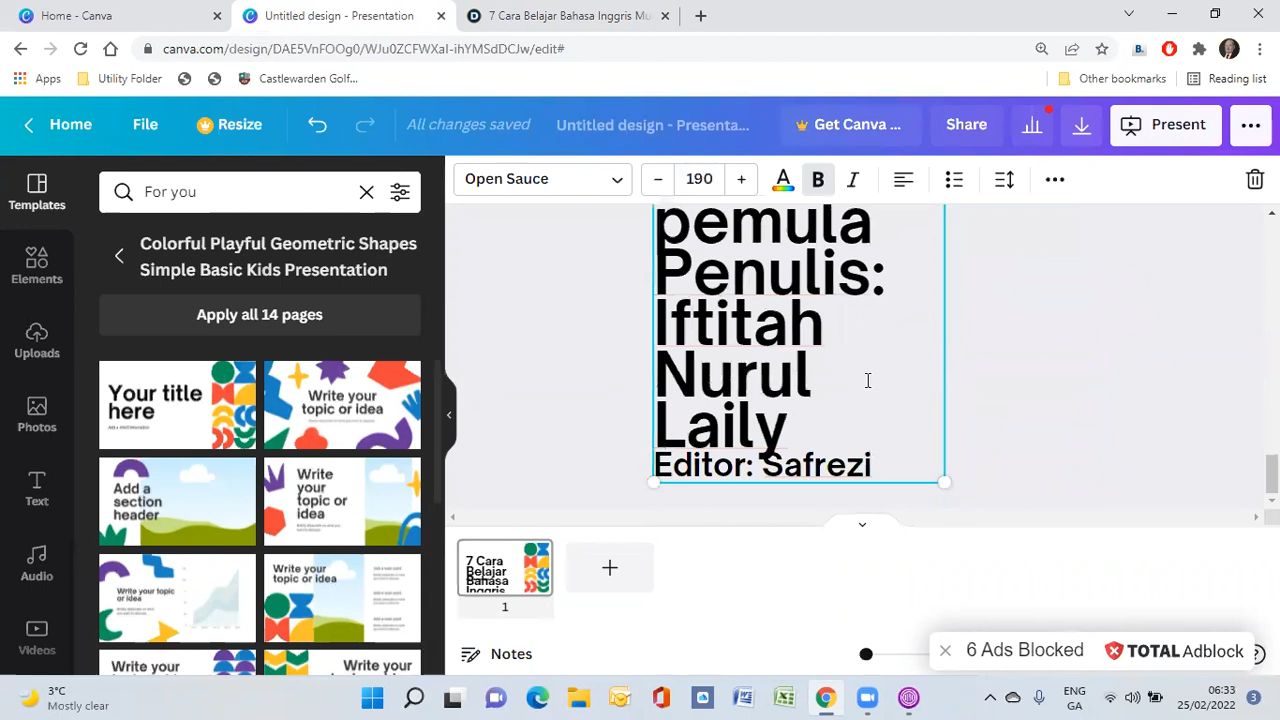 Home - Canva
Untitled design - Presentation
7 Cara Belajar Bahasa Inggris Mu
canva.com/design/DAE5VnFOOg0/WJu0ZCFWXaI-ihYMSdDCJw/edit#
Apps
Utility Folder
Castlewarden Golf...
Other bookmarks
Reading list
Home
File
Resize
All changes saved
Untitled design - Presenta...
Get Canva ...
Share
Present
Templates
Elements
Uploads
Photos
Text
Audio
Videos
For you
Colorful Playful Geometric Shapes
Simple Basic Kids Presentation
Apply all 14 pages
Your title
here
Write your
topic or idea
Add a
section
header
Write
your
topic or
idea
Write your
topic or idea
Write your
topic or idea
Write your
Write your
Open Sauce
190
A
B
I
pemula
Penulis:
Iftitah
Nurul
Laily
Editor: Safrezi
7 Cara
Belajar
Bahasa
Inggris
1
Notes
6 Ads Blocked
TOTAL Adblock
3°C
Mostly clear
ENG
GA
06:33
25/02/2022
3